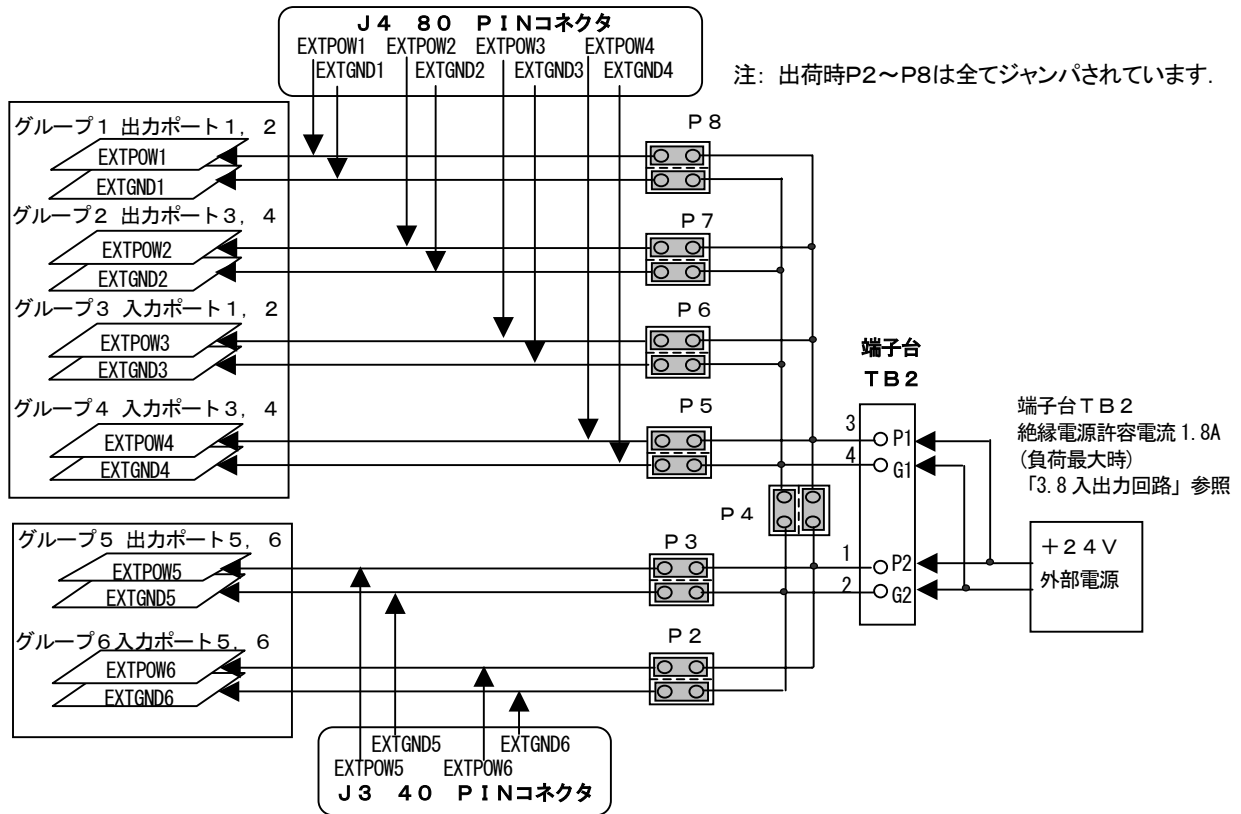 J4 80 PINコネクタ
EXTPOW1 EXTPOW2 EXTPOW3 EXTPOW4
EXTGND1 EXTGND2 EXTGND3 EXTGND4
注: 出荷時P2～P8は全てジャンパされています.
グループ1 出力ポート1, 2
EXTPOW1
EXTGND1
P8
グループ2 出力ポート3, 4
EXTPOW2
EXTGND2
P7
グループ3 入力ポート1, 2
EXTPOW3
EXTGND3
P6
グループ4 入力ポート3, 4
EXTPOW4
EXTGND4
P5
端子台
TB2
3 P1
4 G1
1 P2
2 G2
端子台TB2
絶縁電源許容電流1.8A
(負荷最大時)
「3.8入出力回路」参照
+24V
外部電源
P4
グループ5 出力ポート5, 6
EXTPOW5
EXTGND5
P3
グループ6入力ポート5, 6
EXTPOW6
EXTGND6
P2
EXTGND5 EXTGND6
EXTPOW5 EXTPOW6
J3 40 PINコネクタ